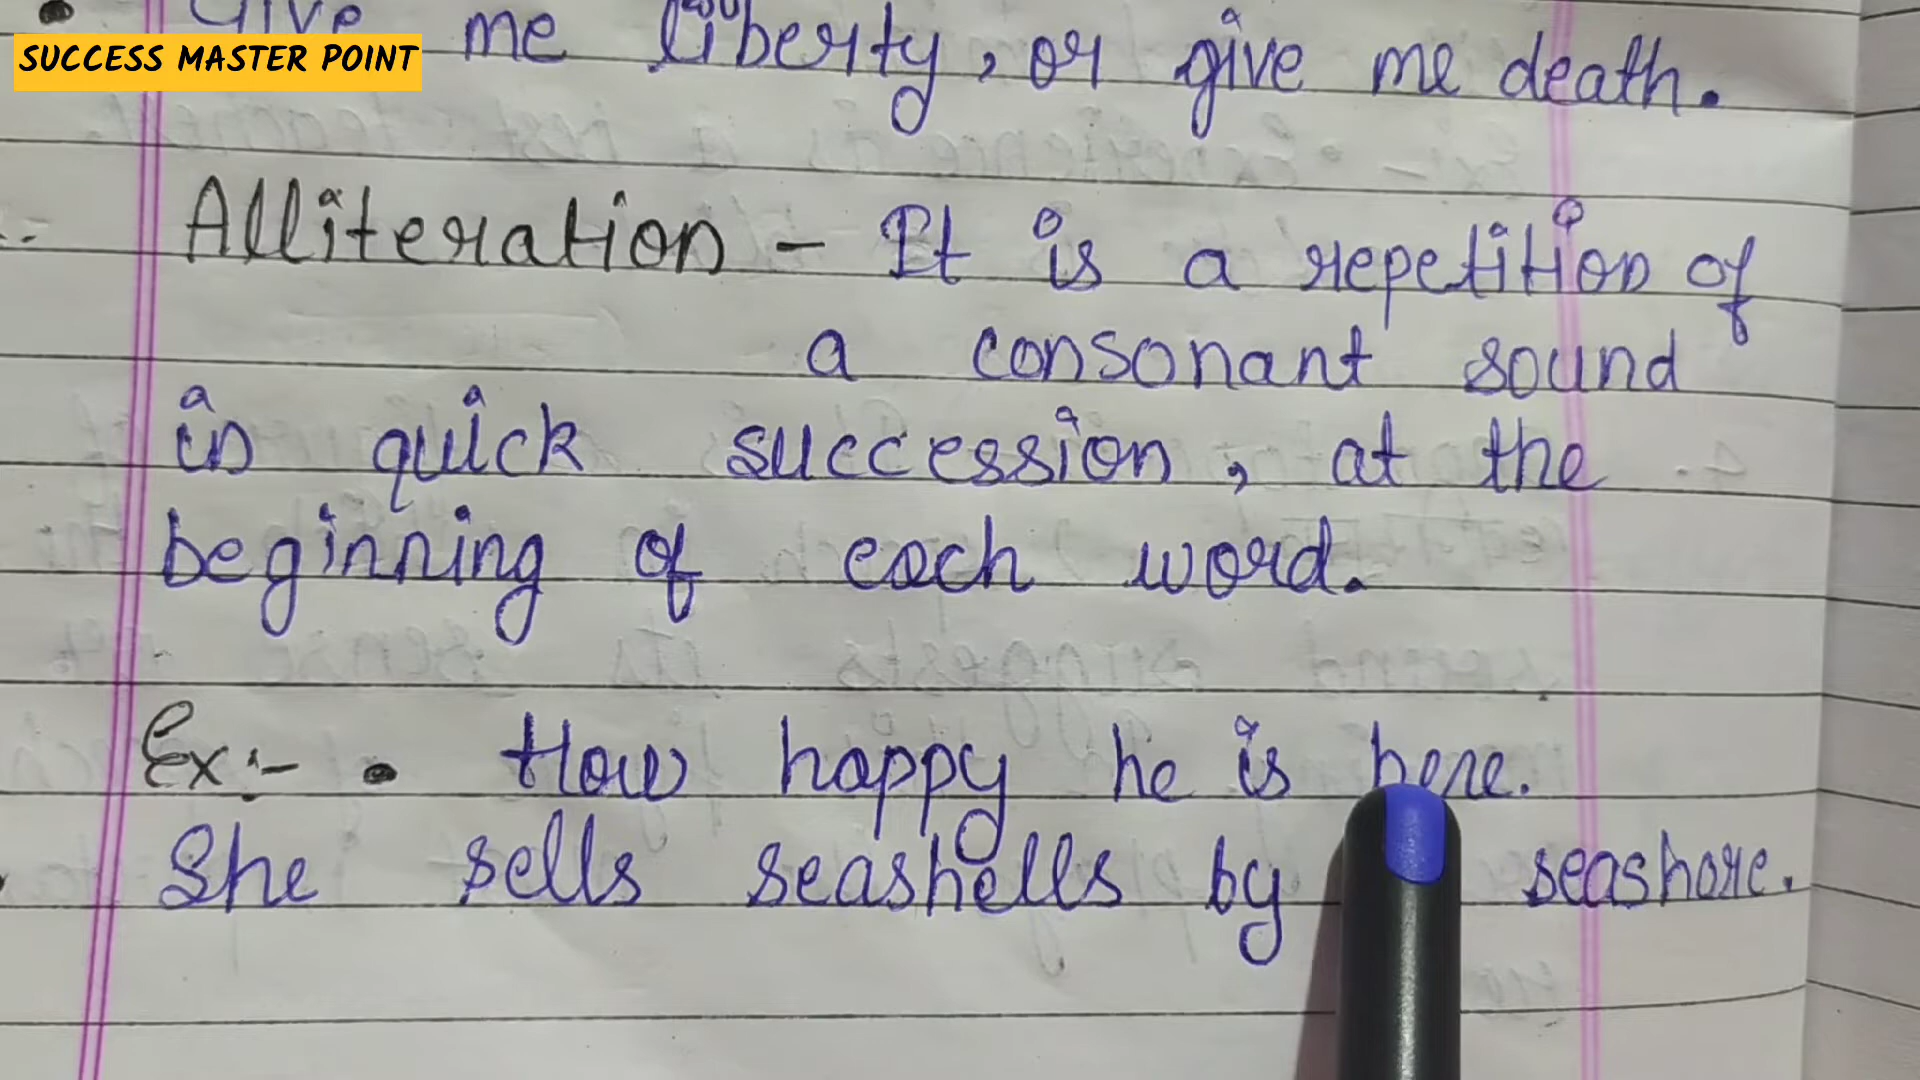 Give me liberty, or give me death.
SUCCESS MASTER POINT
Alliteration - It is a repetition of
a consonant sound
in quick succession, at the
beginning of each word.
Ex:- • How happy he is here.
She sells seashells by seashore.